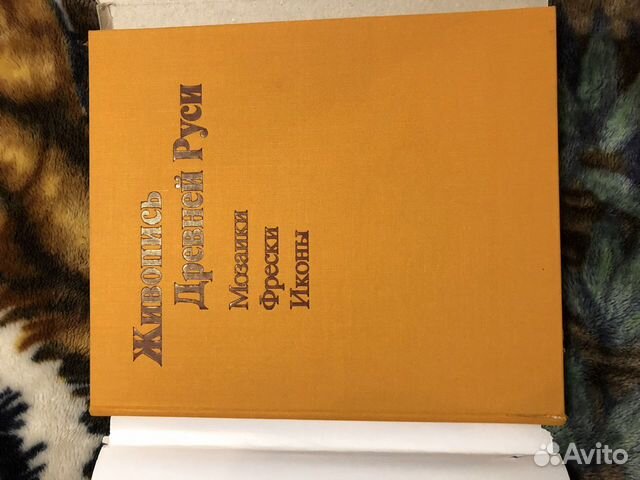 Живопись
Древней Руси
Мозаики
Фрески
Иконы
Avito